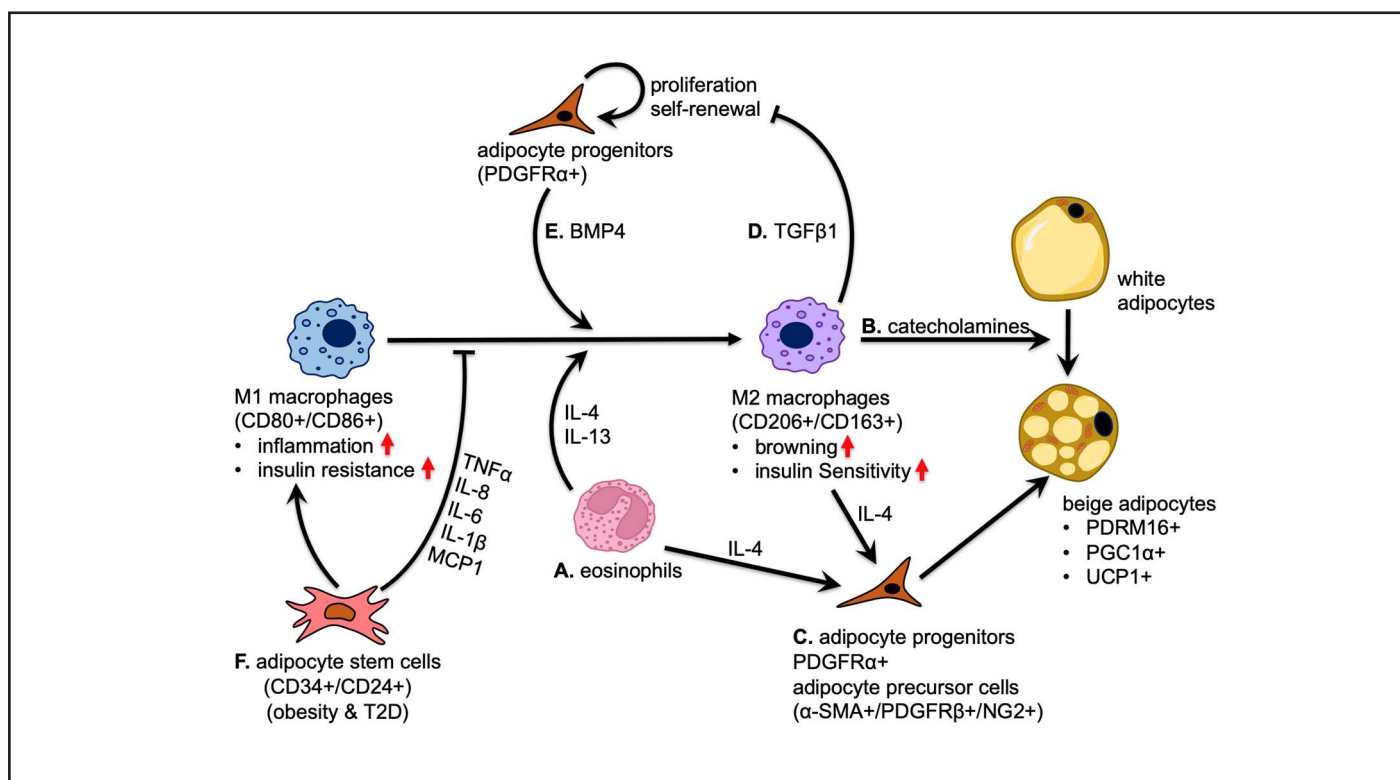 proliferation
self-renewal
adipocyte progenitors
(PDGFRα+)
E. BMP4
D. TGFβ1
white
adipocytes
B. catecholamines
M1 macrophages
(CD80+/CD86+)
• inflammation
• insulin resistance
M2 macrophages
(CD206+/CD163+)
• browning
• insulin Sensitivity
IL-4
IL-13
TNFα
IL-8
IL-6
IL-1β
MCP1
A. eosinophils
IL-4
IL-4
beige adipocytes
• PDRM16+
• PGC1α+
• UCP1+
F. adipocyte stem cells
(CD34+/CD24+)
(obesity & T2D)
C. adipocyte progenitors
PDGFRα+
adipocyte precursor cells
(α-SMA+/PDGFRβ+/NG2+)